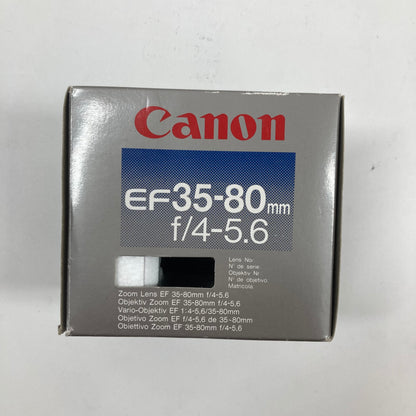 Canon
EF35-80mm
f/4-5.6
Lens No.
N° de série
Objektiv Nr.
N° de objetivo
Matricola
Zoom Lens EF 35-80mm f/4-5.6
Objektiv Zoom EF 35-80mm f/4-5.6
Vario-Objektiv EF 1:4-5,6/35-80mm
Objetivo Zoom EF f/4-5.6 de 35-80mm
Obiettivo Zoom EF 35-80mm f/4-5.6